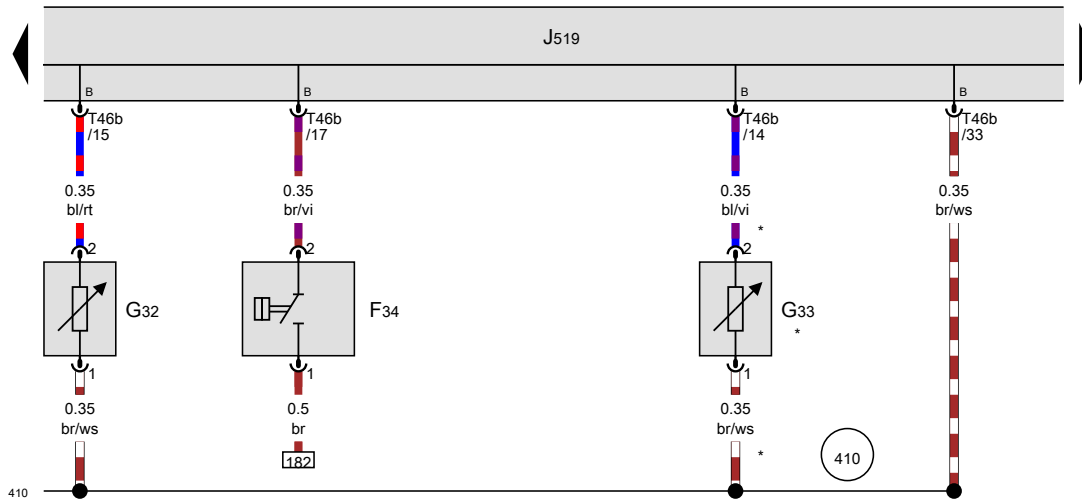 J519
B B B B
T46b /15
T46b /17
T46b /14
T46b /33
0.35 bl/rt
0.35 br/vi
0.35 bl/vi
*
0.35 br/ws
2 2 2
G32
F34
G33
*
1 1 1
0.35 br/ws
0.5 br
182
0.35 br/ws
*
410
410